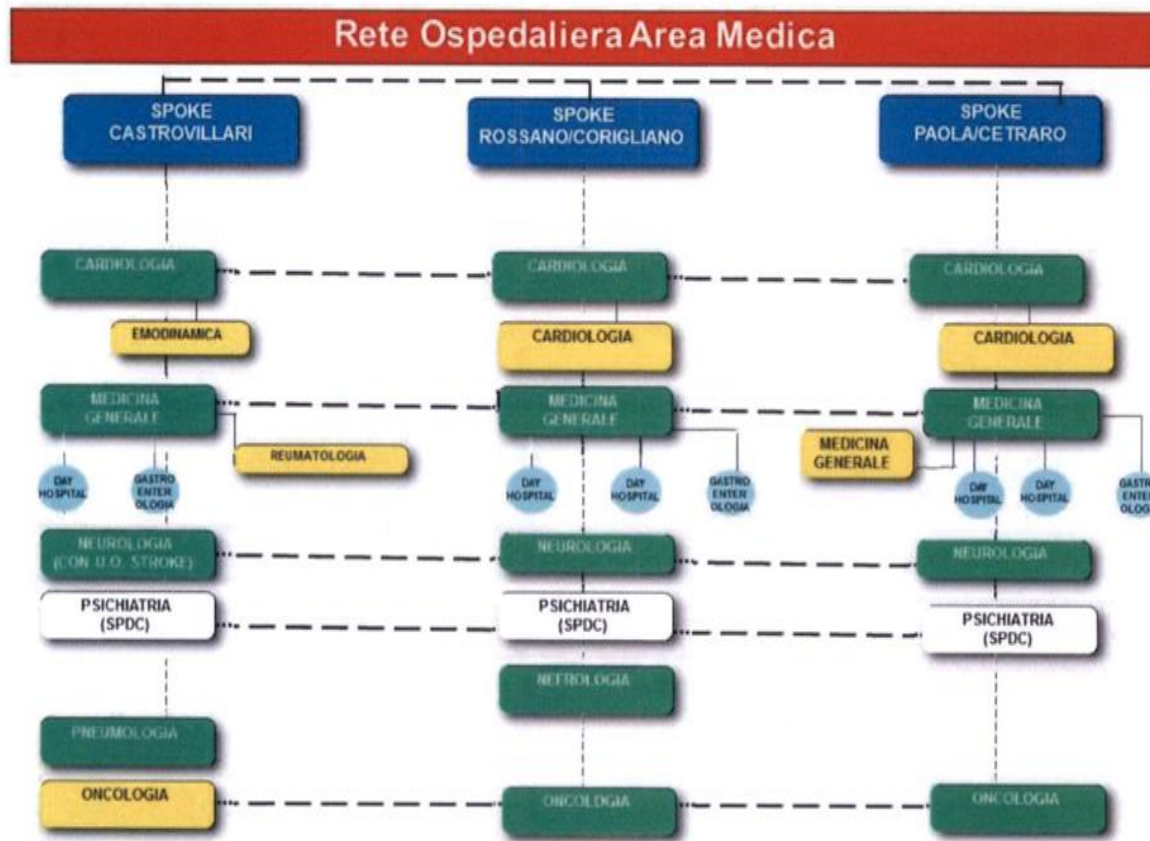 Rete Ospedaliera Area Medica
SPOKE
CASTROVILLARI
SPOKE
ROSSANO/CORIGLIANO
SPOKE
PAOLA/CETRARO
CARDIOLOGIA
CARDIOLOGIA
CARDIOLOGIA
EMODINAMICA
CARDIOLOGIA
CARDIOLOGIA
MEDICINA
GENERALE
MEDICINA
GENERALE
MEDICINA
GENERALE
REUMATOLOGIA
MEDICINA
GENERALE
DAY
HOSPITAL
GASTRO
ENTER
OLOGIA
DAY
HOSPITAL
DAY
HOSPITAL
GASTRO
ENTER
OLOGIA
DAY
HOSPITAL
DAY
HOSPITAL
GASTRO
ENTER
OLOGIA
NEUROLOGIA
(CON U.O. STROKE)
NEUROLOGIA
NEUROLOGIA
PSICHIATRIA
(SPDC)
PSICHIATRIA
(SPDC)
PSICHIATRIA
(SPDC)
NEFROLOGIA
PNEUMOLOGIA
ONCOLOGIA
ONCOLOGIA
ONCOLOGIA